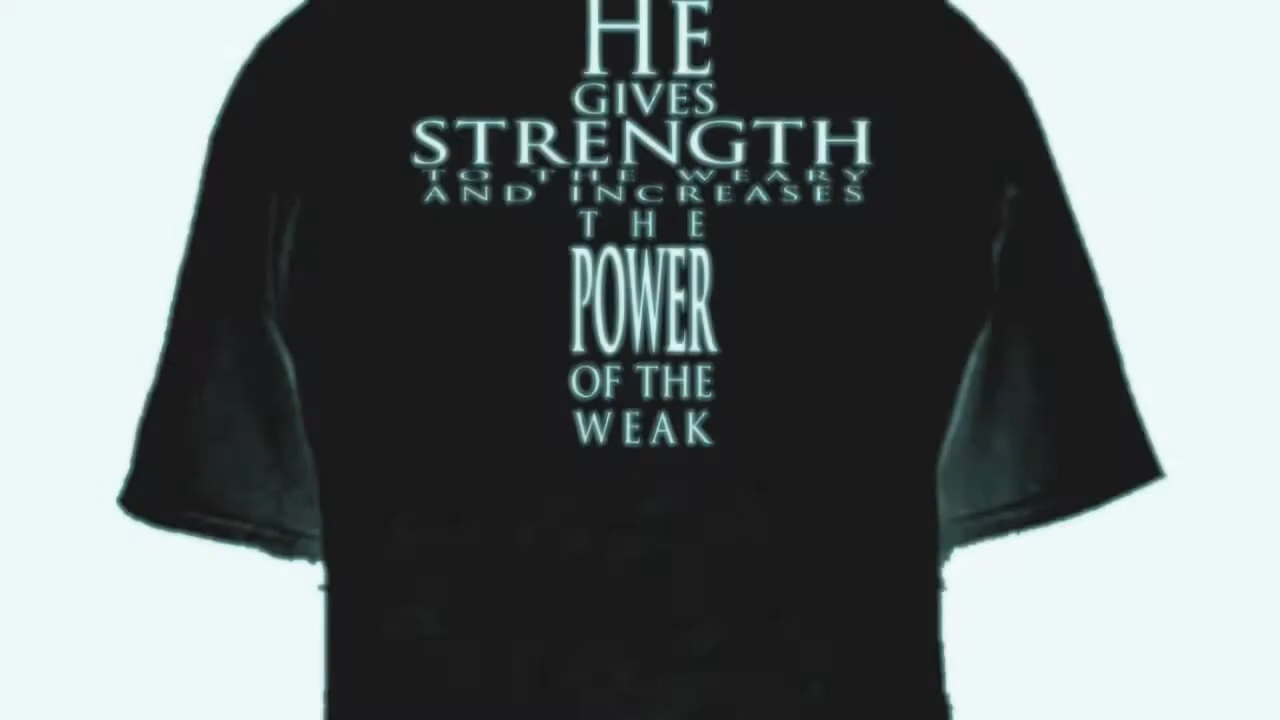 HE
GIVES
STRENGTH
TO THE WEARY
AND INCREASES
THE
POWER
OF THE
WEAK